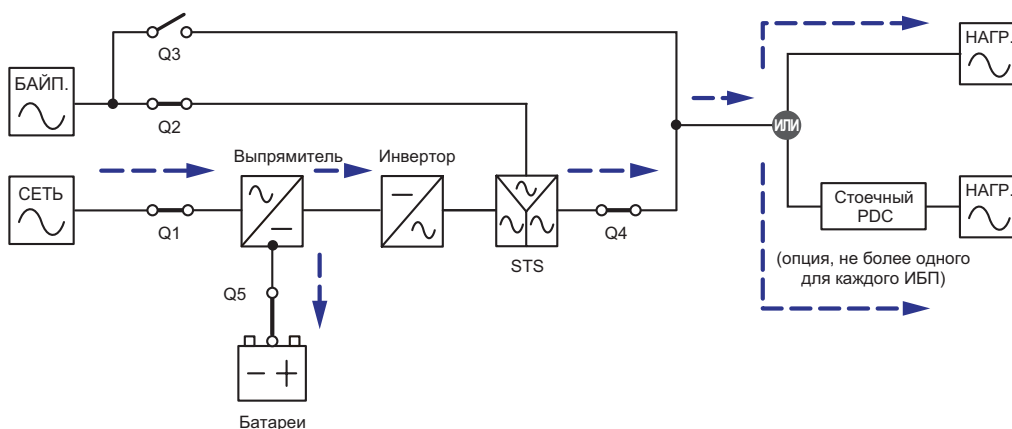 Q3
НАГР.
БАЙП.
Q2
ИЛИ
Выпрямитель
Инвертор
СЕТЬ
Q1
STS
Q4
Стоечный
PDC
НАГР.
(опция, не более одного
для каждого ИБП)
Q5
Батареи